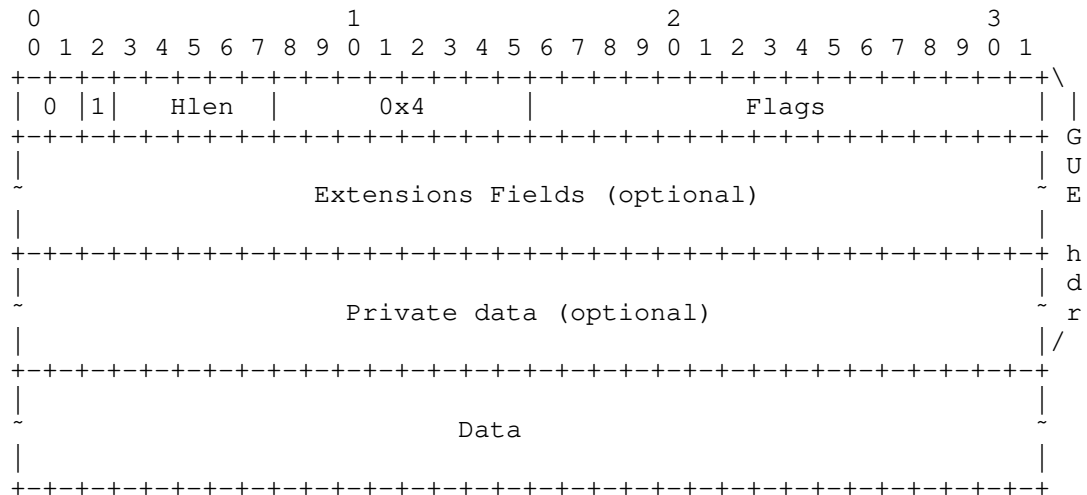 0                   1                   2                   3
 0 1 2 3 4 5 6 7 8 9 0 1 2 3 4 5 6 7 8 9 0 1 2 3 4 5 6 7 8 9 0 1
+-+-+-+-+-+-+-+-+-+-+-+-+-+-+-+-+-+-+-+-+-+-+-+-+-+-+-+-+-+-+-+-+\
| 0 |1|   Hlen  |      0x4      |             Flags             | |
+-+-+-+-+-+-+-+-+-+-+-+-+-+-+-+-+-+-+-+-+-+-+-+-+-+-+-+-+-+-+-+-+ G
|                                                               | U
~                  Extensions Fields (optional)                 ~ E
|                                                               |
+-+-+-+-+-+-+-+-+-+-+-+-+-+-+-+-+-+-+-+-+-+-+-+-+-+-+-+-+-+-+-+-+ h
|                                                               | d
~                    Private data (optional)                    ~ r
|                                                               |/
+-+-+-+-+-+-+-+-+-+-+-+-+-+-+-+-+-+-+-+-+-+-+-+-+-+-+-+-+-+-+-+-+
|                                                               |
~                           Data                                ~
|                                                               |
+-+-+-+-+-+-+-+-+-+-+-+-+-+-+-+-+-+-+-+-+-+-+-+-+-+-+-+-+-+-+-+-+